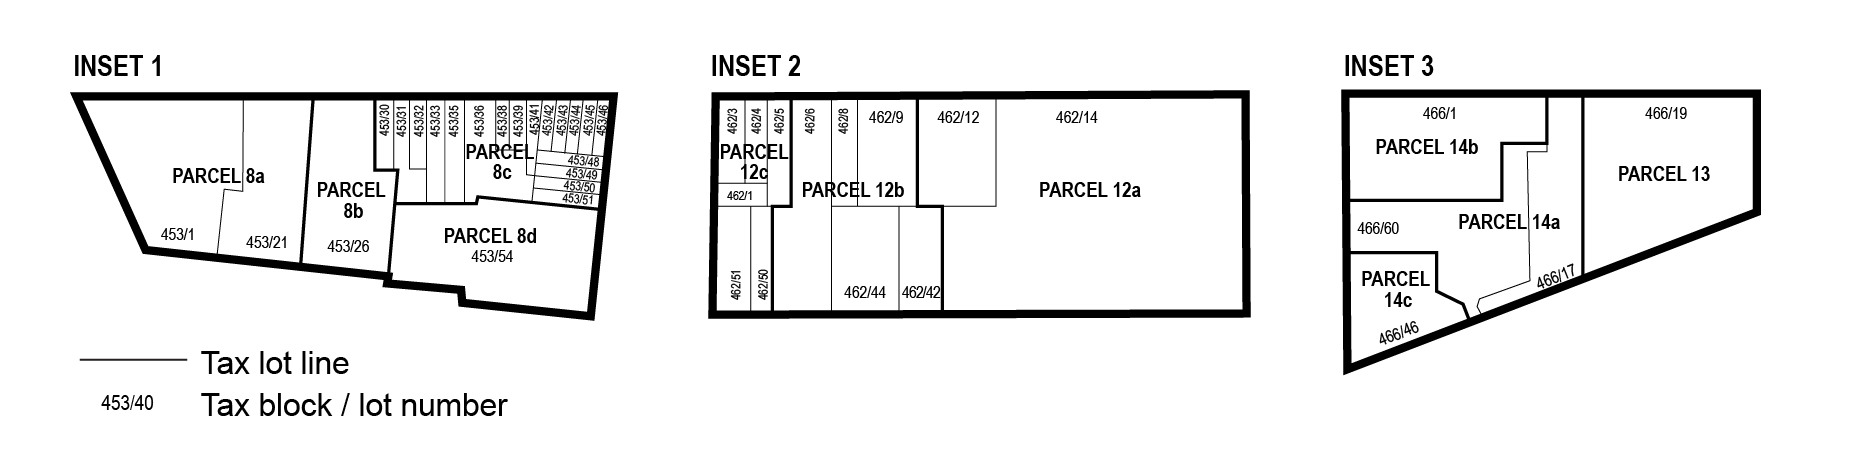 INSET 1
453/30
453/31
453/32
453/33
453/35
453/36
453/38
453/39
453/41
453/42
453/43
453/44
453/45
453/46
PARCEL
8c
453/48
453/49
453/50
453/51
PARCEL 8a
PARCEL
8b
453/1
453/21
453/26
PARCEL 8d
453/54
INSET 2
462/3
462/4
462/5
462/6
462/8
462/9
462/12
462/14
PARCEL
12c
462/1
PARCEL 12b
PARCEL 12a
462/51
462/50
462/44
462/42
INSET 3
466/1
466/19
PARCEL 14b
PARCEL 13
466/60
PARCEL 14a
PARCEL
14c
466/17
466/46
Tax lot line
453/40 Tax block / lot number